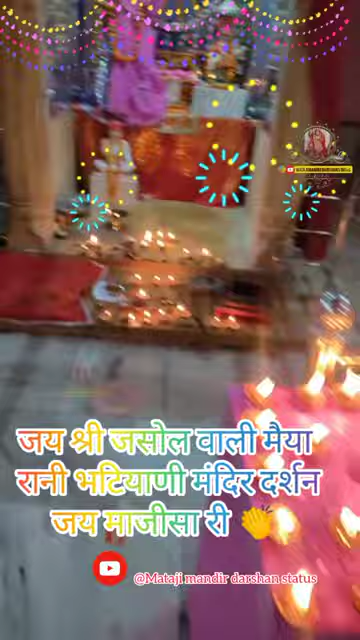 जय श्री जसोल वाली मैया
रानी भटियाणी मंदिर दर्शन
जय माजीसा री 👏
@Mataji mandir darshan status